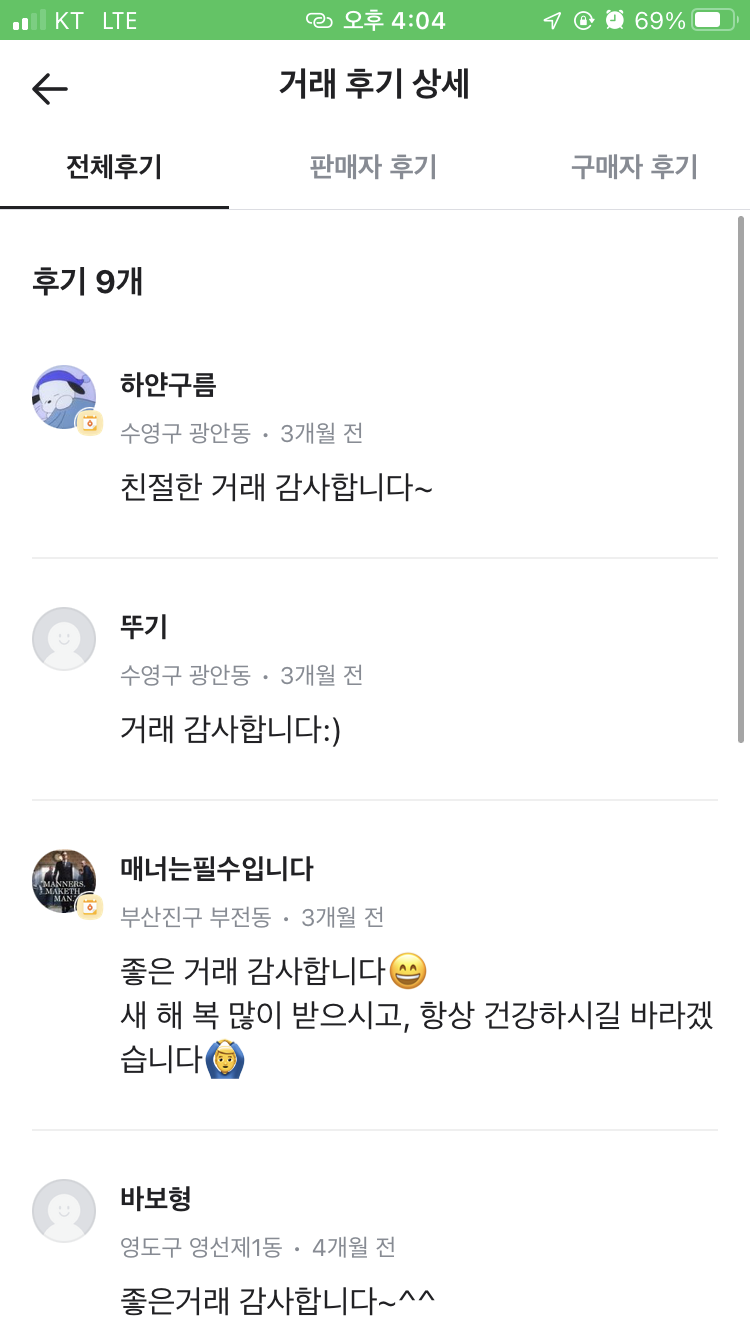 KT LTE 오후 4:04 69%
거래 후기 상세
전체후기 판매자 후기 구매자 후기
후기 9개
하얀구름
수영구 광안동 · 3개월 전
친절한 거래 감사합니다~
뚜기
수영구 광안동 · 3개월 전
거래 감사합니다:)
매너는필수입니다
MANNERS
MAKETH
MAN.
부산진구 부전동 · 3개월 전
좋은 거래 감사합니다😄
새 해 복 많이 받으시고, 항상 건강하시길 바라겠
습니다🙆‍♂️
바보형
영도구 영선제1동 · 4개월 전
좋은거래 감사합니다~^^